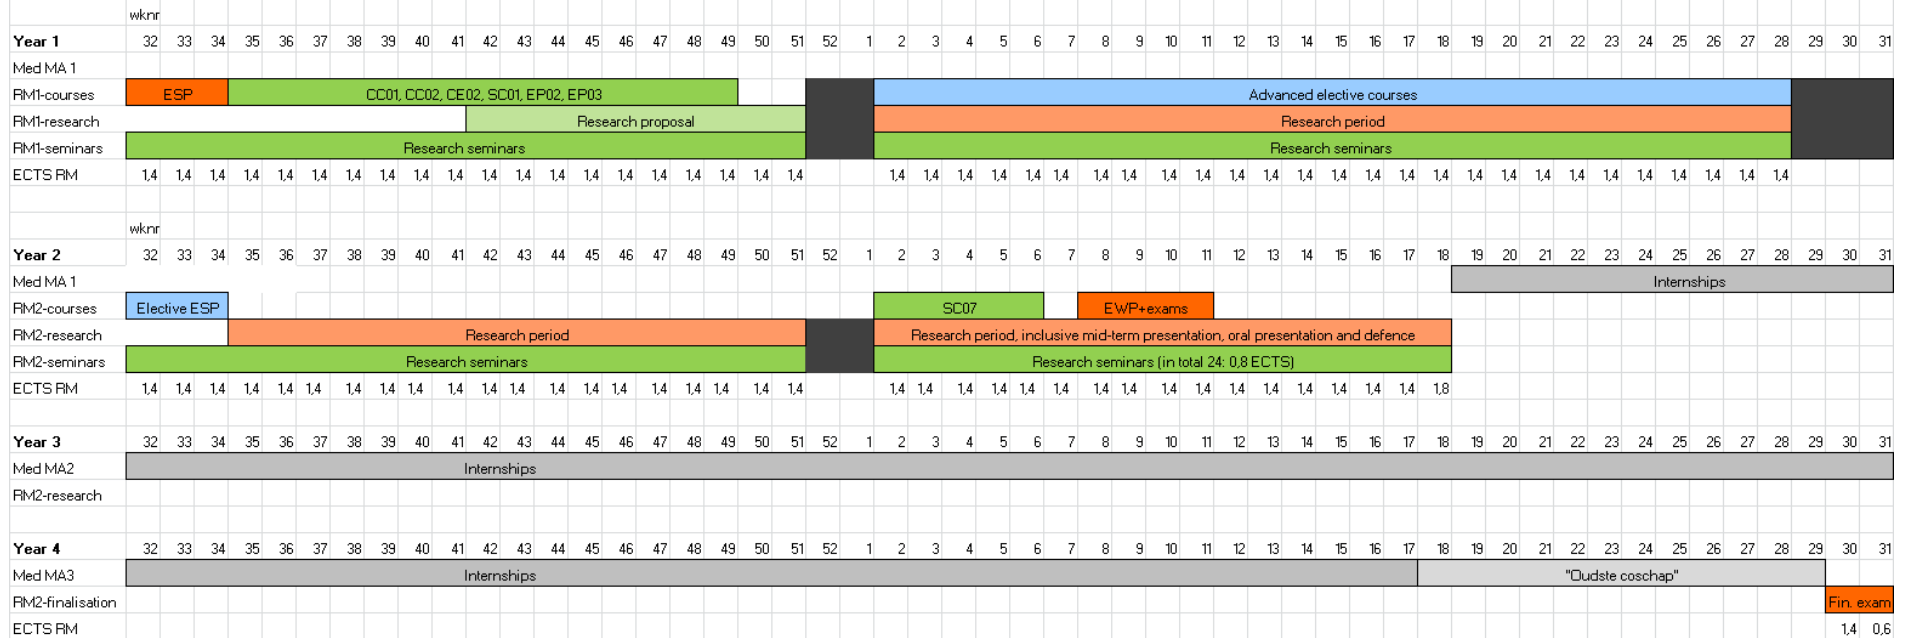 wknr
Year 1 32 33 34 35 36 37 38 39 40 41 42 43 44 45 46 47 48 49 50 51 52 1 2 3 4 5 6 7 8 9 10 11 12 13 14 15 16 17 18 19 20 21 22 23 24 25 26 27 28 29 30 31
Med MA 1
RM1-courses ESP CC01, CC02, CE02, SC01, EP02, EP03 Advanced elective courses
RM1-research Research proposal Research period
RM1-seminars Research seminars Research seminars
ECTS RM 1,4 1,4 1,4 1,4 1,4 1,4 1,4 1,4 1,4 1,4 1,4 1,4 1,4 1,4 1,4 1,4 1,4 1,4 1,4 1,4 1,4 1,4 1,4 1,4 1,4 1,4 1,4 1,4 1,4 1,4 1,4 1,4 1,4 1,4 1,4 1,4 1,4 1,4 1,4 1,4 1,4 1,4 1,4 1,4 1,4 1,4 1,4
wknr
Year 2 32 33 34 35 36 37 38 39 40 41 42 43 44 45 46 47 48 49 50 51 52 1 2 3 4 5 6 7 8 9 10 11 12 13 14 15 16 17 18 19 20 21 22 23 24 25 26 27 28 29 30 31
Med MA 1 Internships
RM2-courses Elective ESP SC07 EWP+exams
RM2-research Research period Research period, inclusive mid-term presentation, oral presentation and defence
RM2-seminars Research seminars Research seminars (in total 24: 0,8 ECTS)
ECTS RM 1,4 1,4 1,4 1,4 1,4 1,4 1,4 1,4 1,4 1,4 1,4 1,4 1,4 1,4 1,4 1,4 1,4 1,4 1,4 1,4 1,4 1,4 1,4 1,4 1,4 1,4 1,4 1,4 1,4 1,4 1,4 1,4 1,4 1,4 1,4 1,4 1,8
Year 3 32 33 34 35 36 37 38 39 40 41 42 43 44 45 46 47 48 49 50 51 52 1 2 3 4 5 6 7 8 9 10 11 12 13 14 15 16 17 18 19 20 21 22 23 24 25 26 27 28 29 30 31
Med MA2 Internships
RM2-research
Year 4 32 33 34 35 36 37 38 39 40 41 42 43 44 45 46 47 48 49 50 51 52 1 2 3 4 5 6 7 8 9 10 11 12 13 14 15 16 17 18 19 20 21 22 23 24 25 26 27 28 29 30 31
Med MA3 Internships "Oudste coschap"
RM2-finalisation Fin. exam
ECTS RM 1,4 0,6